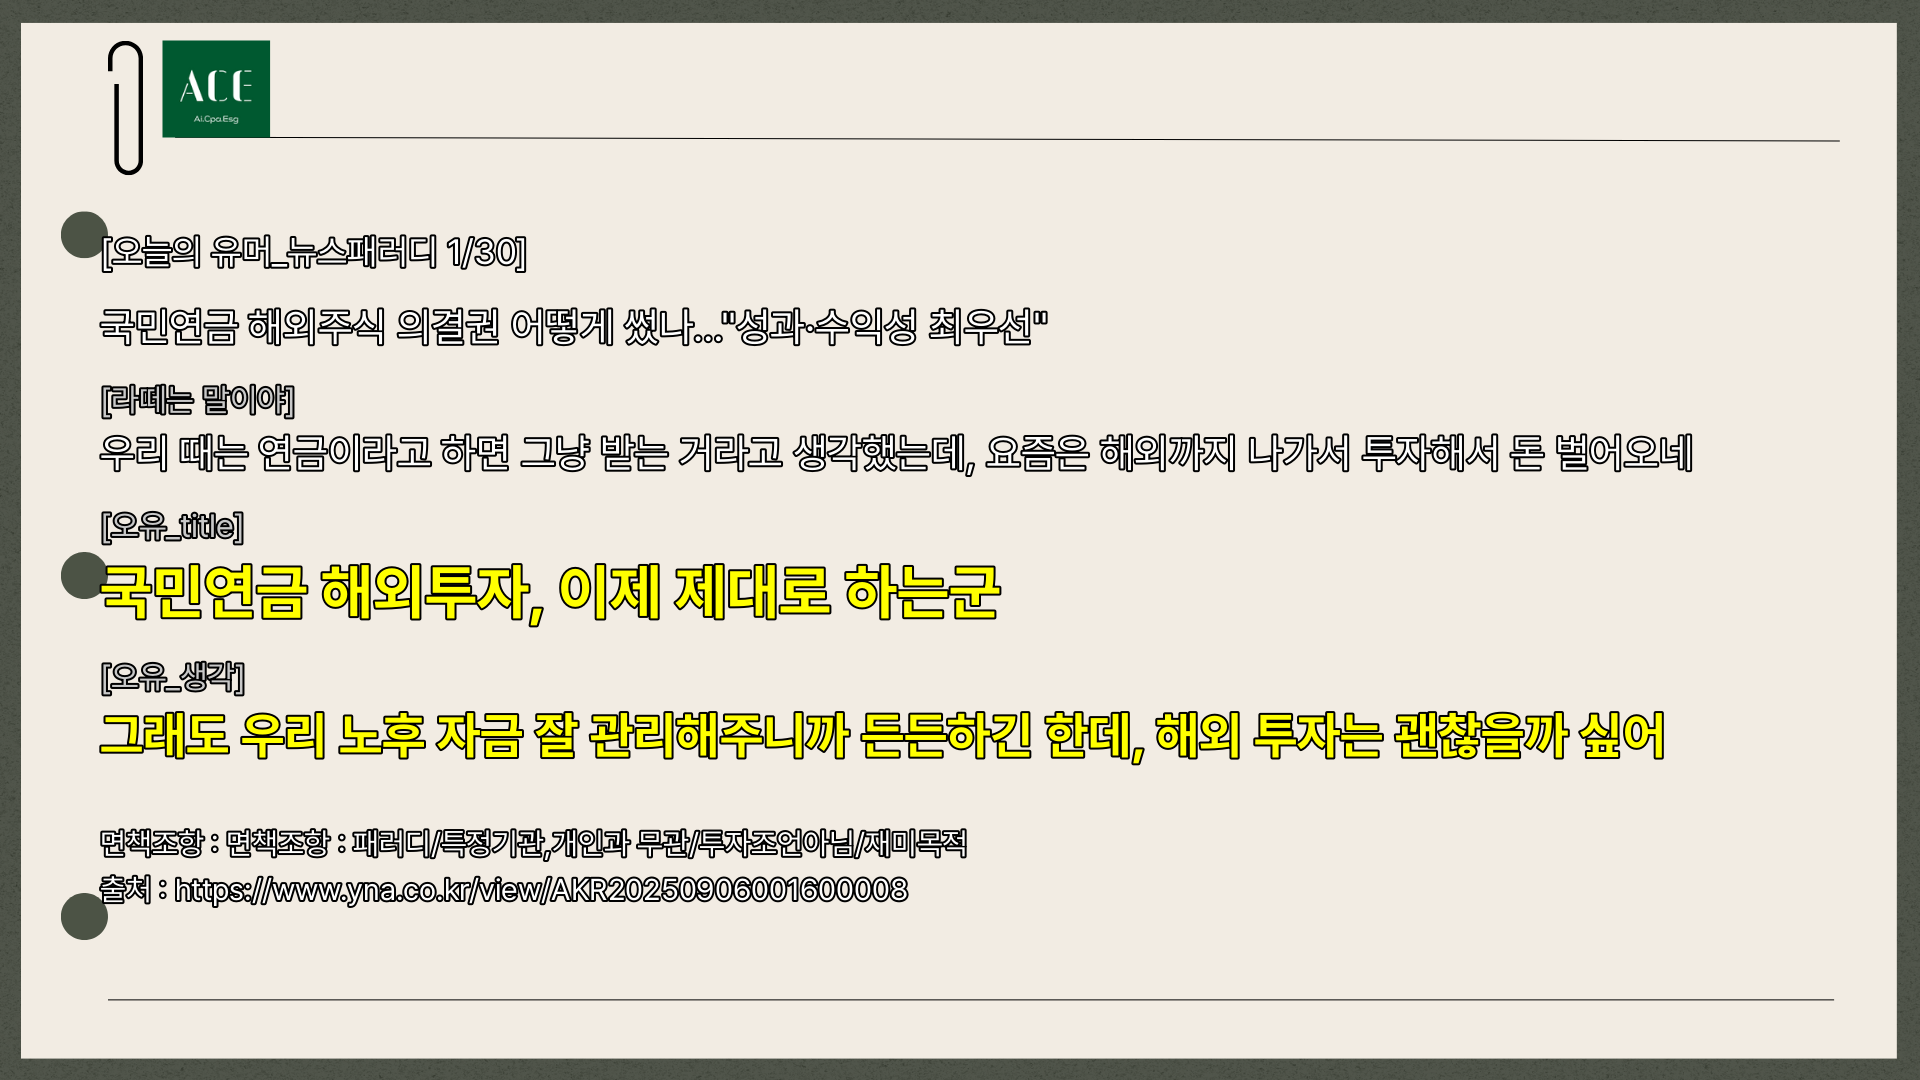 ACE
Ai.Cpa.Esg
[오늘의 유머_뉴스패러디 1/30]
국민연금 해외주식 의결권 어떻게 썼나..."성과·수익성 최우선"
[라떼는 말이야]
우리 때는 연금이라고 하면 그냥 받는 거라고 생각했는데, 요즘은 해외까지 나가서 투자해서 돈 벌어오네
[오유_title]
국민연금 해외투자, 이제 제대로 하는군
[오유_생각]
그래도 우리 노후 자금 잘 관리해주니까 든든하긴 한데, 해외 투자는 괜찮을까 싶어
면책조항 : 면책조항 : 패러디/특정기관,개인과 무관/투자조언아님/재미목적
출처 : https://www.yna.co.kr/view/AKR20250906001600008